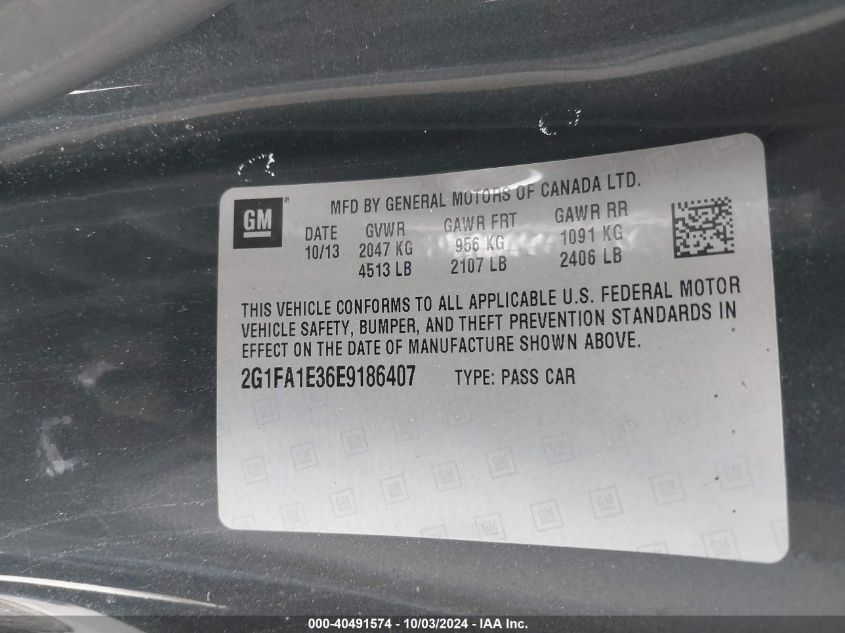 GM®
MFD BY GENERAL MOTORS OF CANADA LTD.
DATE GVWR GAWR FRT GAWR RR
10/13 2047 KG 956 KG 1091 KG
4513 LB 2107 LB 2406 LB
THIS VEHICLE CONFORMS TO ALL APPLICABLE U.S. FEDERAL MOTOR
VEHICLE SAFETY, BUMPER, AND THEFT PREVENTION STANDARDS IN
EFFECT ON THE DATE OF MANUFACTURE SHOWN ABOVE.
2G1FA1E36E9186407 TYPE: PASS CAR
000-40491574 - 10/03/2024 - IAA Inc.